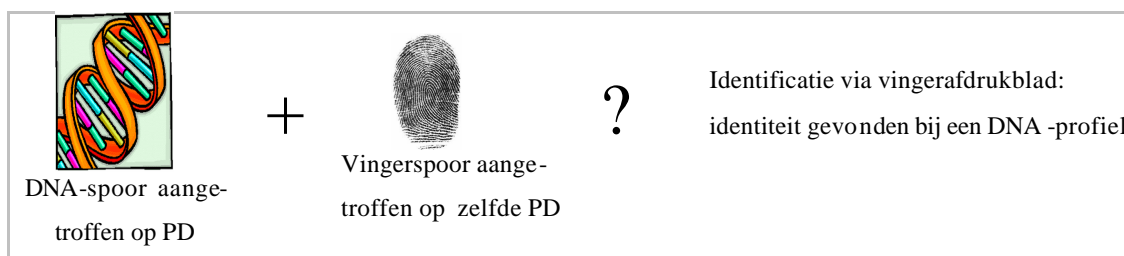 DNA-spoor aange-
troffen op PD
+
Vingerspoor aange-
troffen op zelfde PD
?
Identificatie via vingerafdrukblad:
identiteit gevonden bij een DNA -profiel